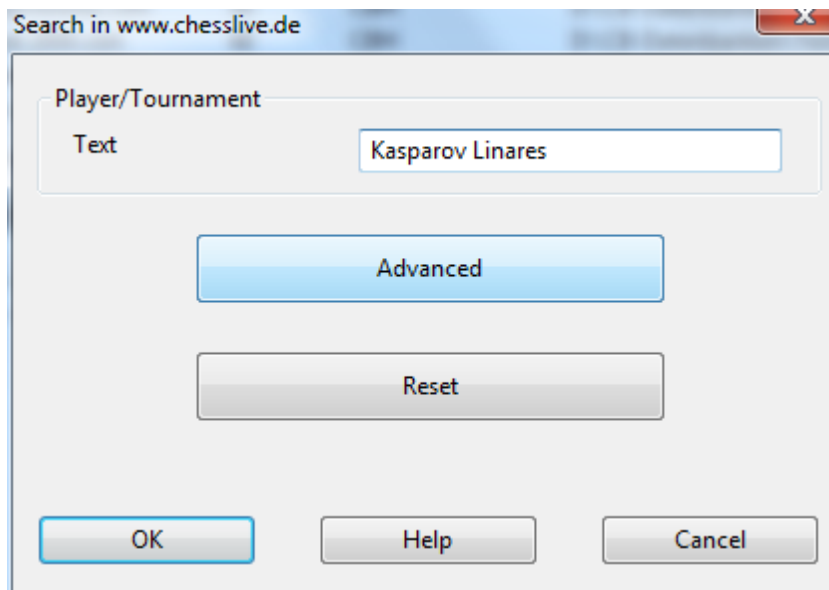 Search in www.chesslive.de
X
Player/Tournament
Text Kasparov Linares
Advanced
Reset
OK Help Cancel